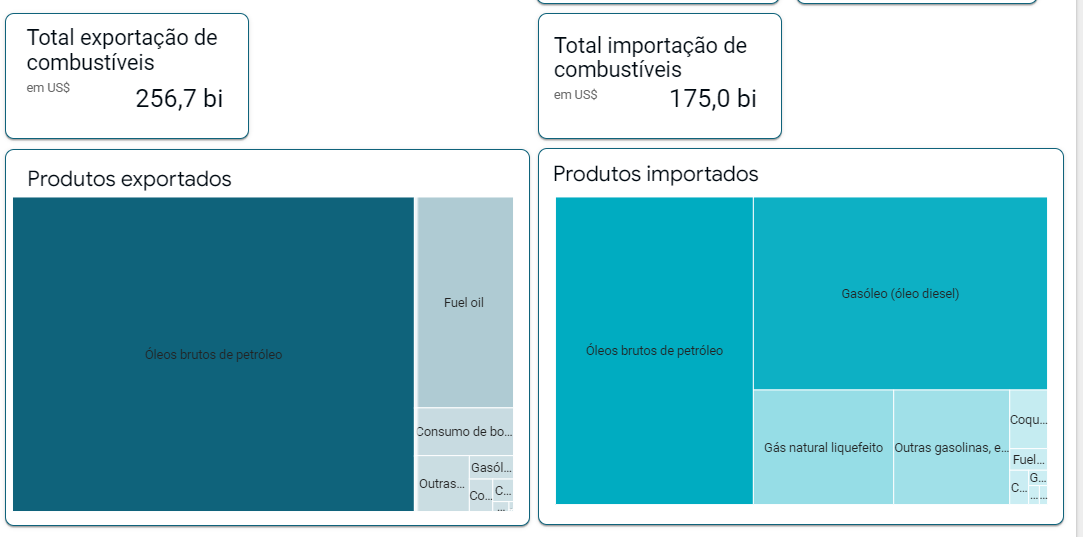 Total exportação de
combustíveis
em US$
256,7 bi
Total importação de
combustíveis
em US$
175,0 bi
Produtos exportados
Óleos brutos de petróleo
Fuel oil
Consumo de bo...
Outras...
Gasól...
Co...
C...
...
Produtos importados
Óleos brutos de petróleo
Gasóleo (óleo diesel)
Gás natural liquefeito
Outras gasolinas, e...
Coqu...
Fuel...
C...
G...
...
...